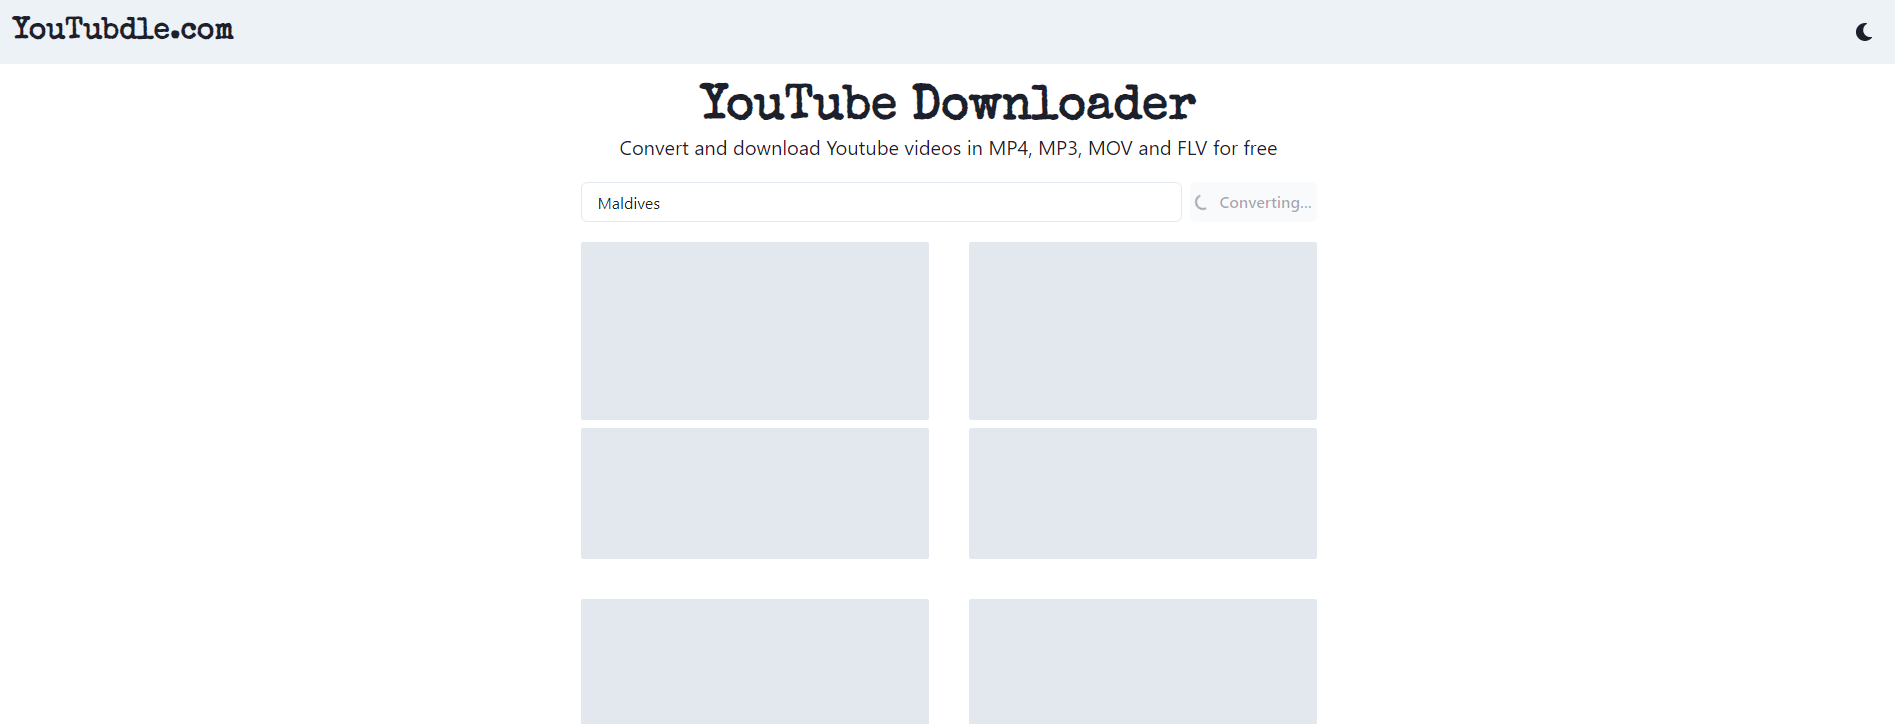 YouTubdle.com
YouTube Downloader
Convert and download Youtube videos in MP4, MP3, MOV and FLV for free
Maldives
Converting...